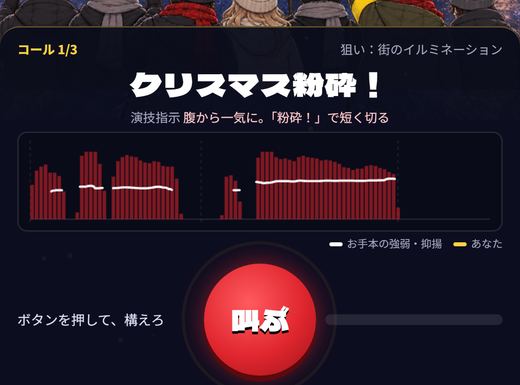 コール 1/3
狙い：街のイルミネーション
クリスマス粉砕！
演技指示 腹から一気に。「粉砕！」で短く切る
お手本の強弱・抑揚 あなた
ボタンを押して、構えろ
叫ぶ